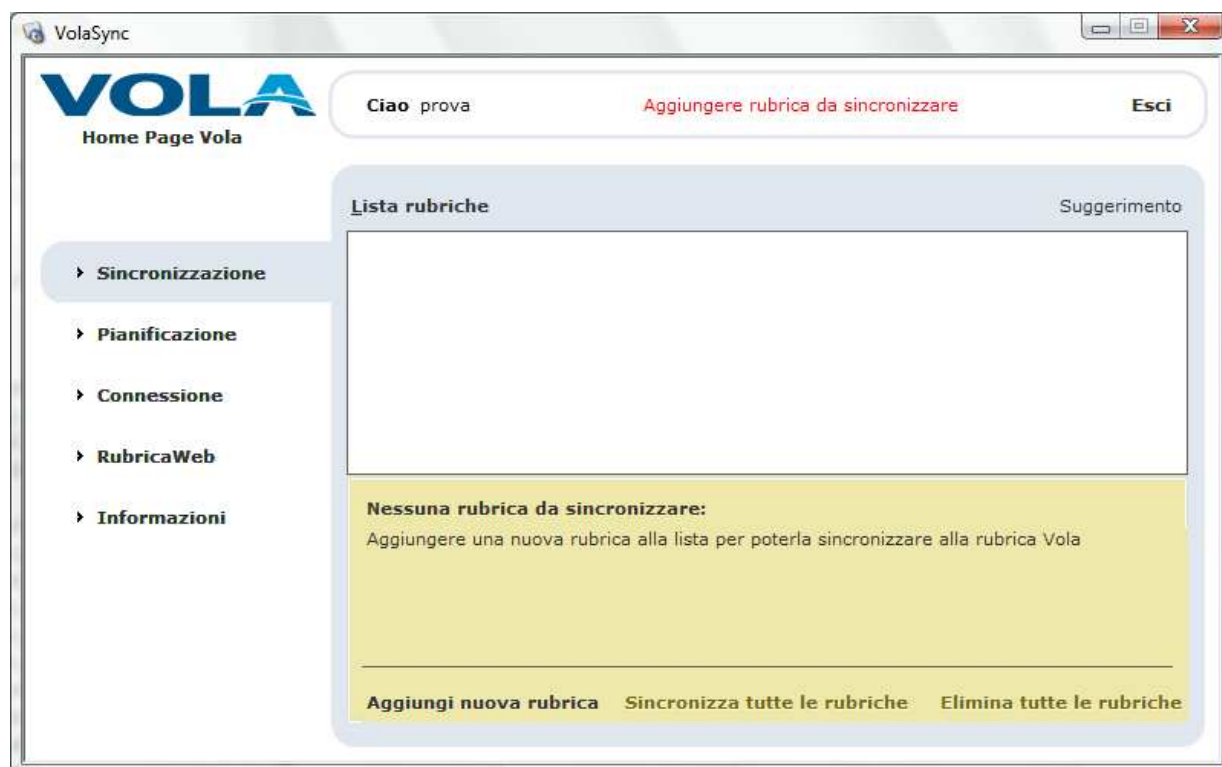 VolaSync
VOLA
Home Page Vola
Ciao prova
Aggiungere rubrica da sincronizzare
Esci
Sincronizzazione
Pianificazione
Connessione
RubricaWeb
Informazioni
Lista rubriche
Suggerimento
Nessuna rubrica da sincronizzare:
Aggiungere una nuova rubrica alla lista per poterla sincronizzare alla rubrica Vola
Aggiungi nuova rubrica
Sincronizza tutte le rubriche
Elimina tutte le rubriche